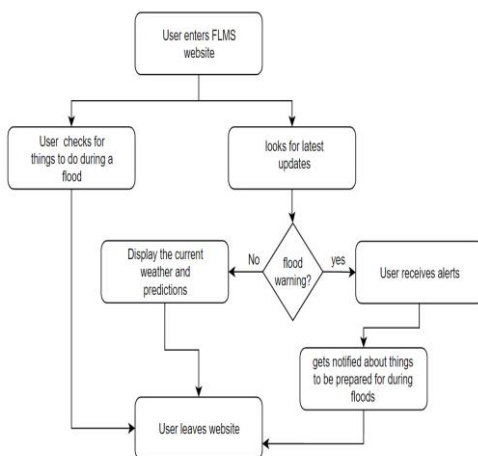 User enters FLMS
website
User checks for
things to do during a
flood
looks for latest
updates
flood
warning?
No
yes
Display the current
weather and
predictions
User receives alerts
gets notified about things
to be prepared for during
floods
User leaves website